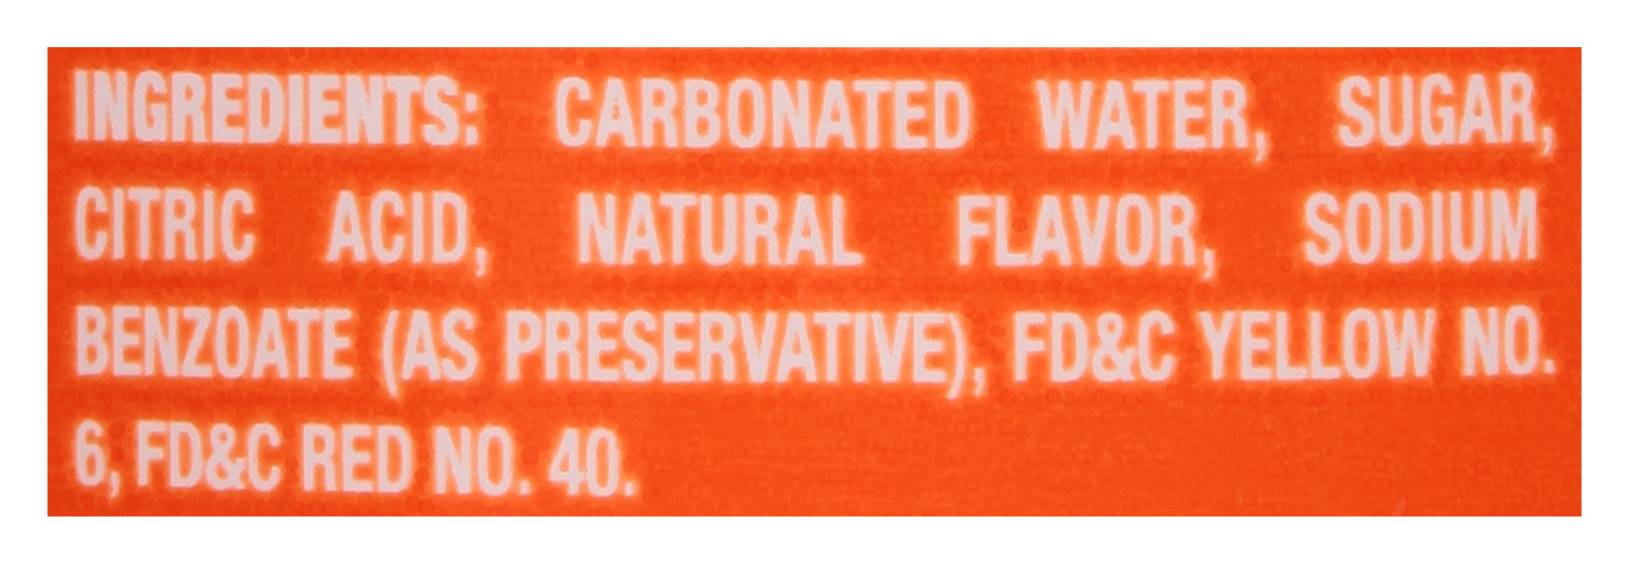 INGREDIENTS: CARBONATED WATER, SUGAR,
CITRIC ACID, NATURAL FLAVOR, SODIUM
BENZOATE (AS PRESERVATIVE), FD&C YELLOW NO.
6, FD&C RED NO. 40.